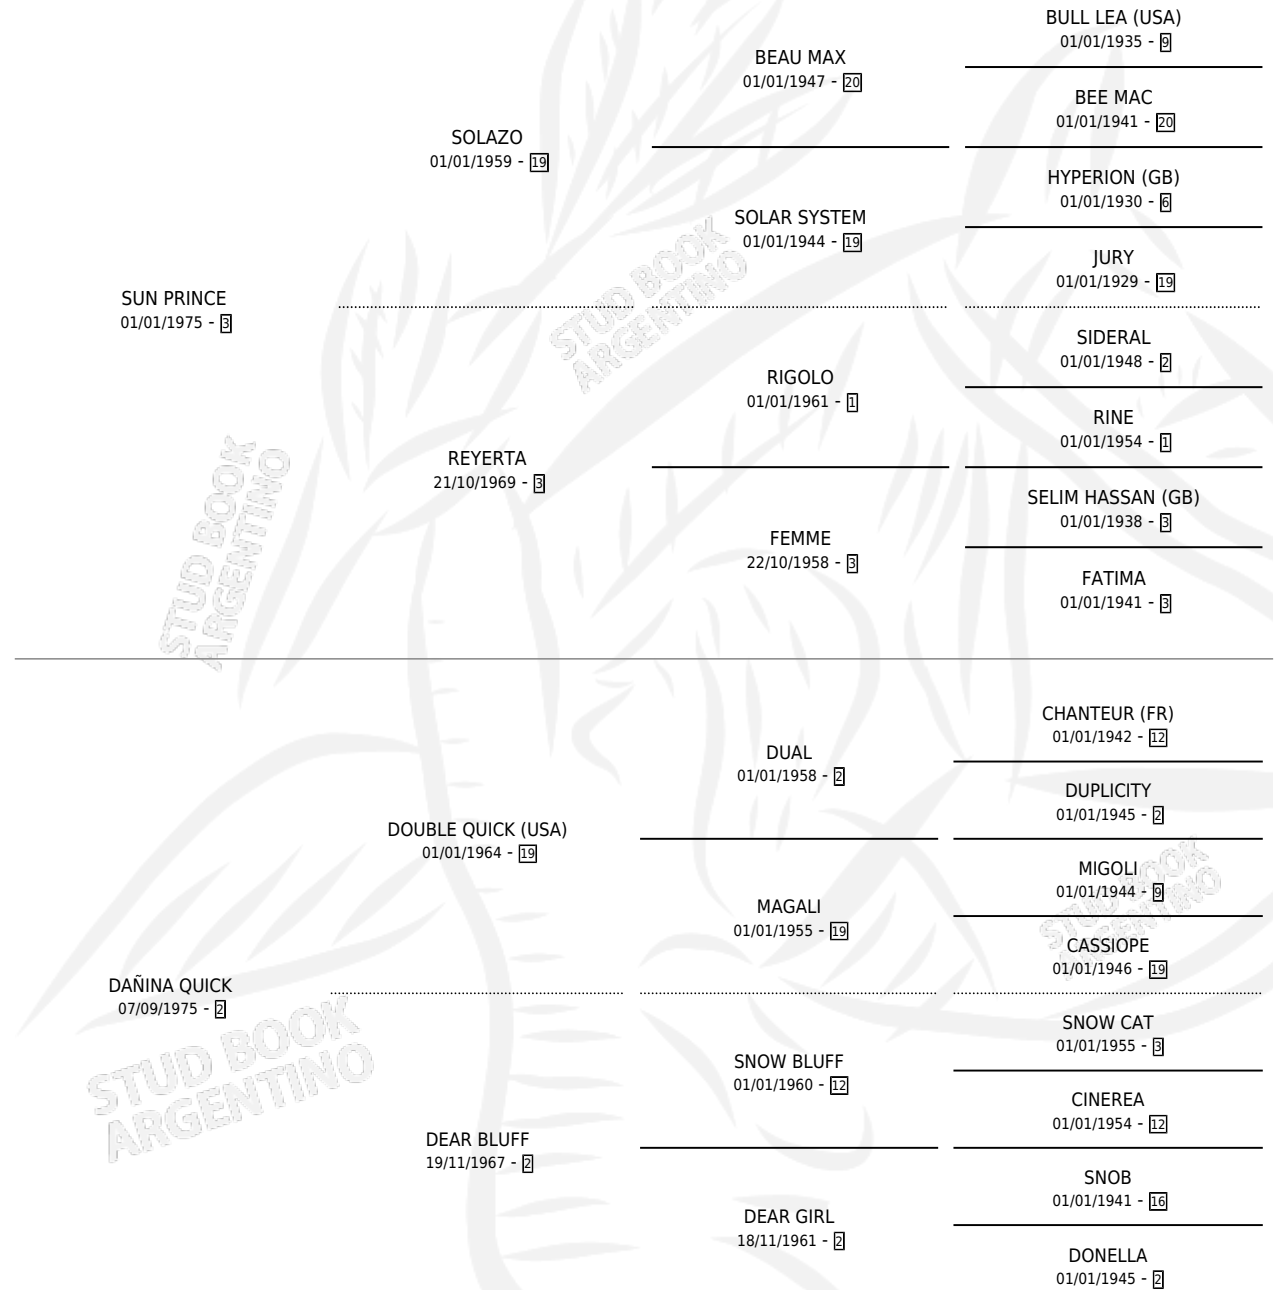 BULL LEA (USA)
01/01/1935 - 9
BEAU MAX
01/01/1947 - 20
BEE MAC
01/01/1941 - 20
SOLAZO
01/01/1959 - 19
HYPERION (GB)
01/01/1930 - 6
SOLAR SYSTEM
01/01/1944 - 19
JURY
01/01/1929 - 19
SUN PRINCE
01/01/1975 - 3
SIDERAL
01/01/1948 - 2
RIGOLO
01/01/1961 - 1
RINE
01/01/1954 - 1
REYERTA
21/10/1969 - 3
SELIM HASSAN (GB)
01/01/1938 - 3
FEMME
22/10/1958 - 3
FATIMA
01/01/1941 - 3
CHANTEUR (FR)
01/01/1942 - 12
DUAL
01/01/1958 - 2
DUPLICITY
01/01/1945 - 2
DOUBLE QUICK (USA)
01/01/1964 - 19
MIGOLI
01/01/1944 - 9
MAGALI
01/01/1955 - 19
CASSIOPE
01/01/1946 - 19
DAÑINA QUICK
07/09/1975 - 2
SNOW CAT
01/01/1955 - 3
SNOW BLUFF
01/01/1960 - 12
CINEREA
01/01/1954 - 12
DEAR BLUFF
19/11/1967 - 2
SNOB
01/01/1941 - 16
DEAR GIRL
18/11/1961 - 2
DONELLA
01/01/1945 - 2
STUD BOOK
ARGENTINO
STUD BOOK
ARGENTINO
STUD BOOK
ARGENTINO
STUD BOOK
ARGENTINO